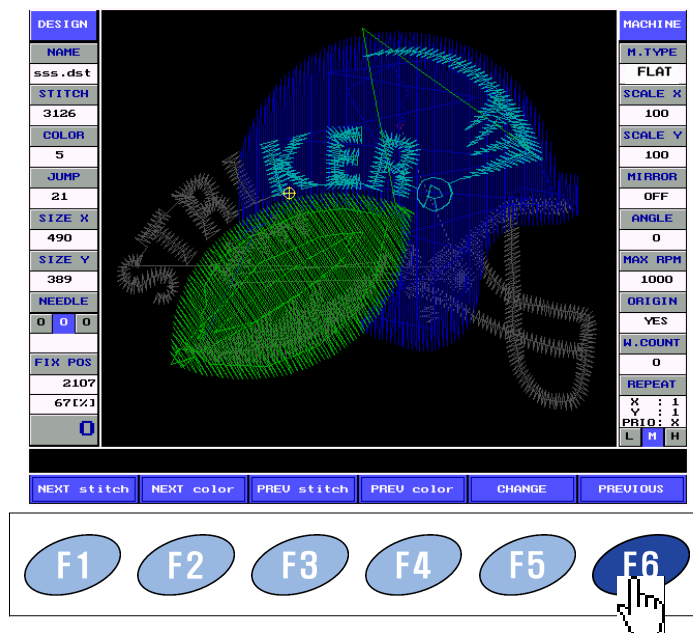 DESIGN
NAME
sss.dst
STITCH
3126
COLOR
5
JUMP
21
SIZE X
490
SIZE Y
389
NEEDLE
0 0 0
FIX POS
2107
67[%]
0
STRIKER
MACHINE
M.TYPE
FLAT
SCALE X
100
SCALE Y
100
MIRROR
OFF
ANGLE
0
MAX RPM
1000
ORIGIN
YES
W.COUNT
0
REPEAT
X : 1
Y : 1
PRIO: X
L M H
NEXT stitch NEXT color PREV stitch PREV color CHANGE PREVIOUS
F1 F2 F3 F4 F5 F6